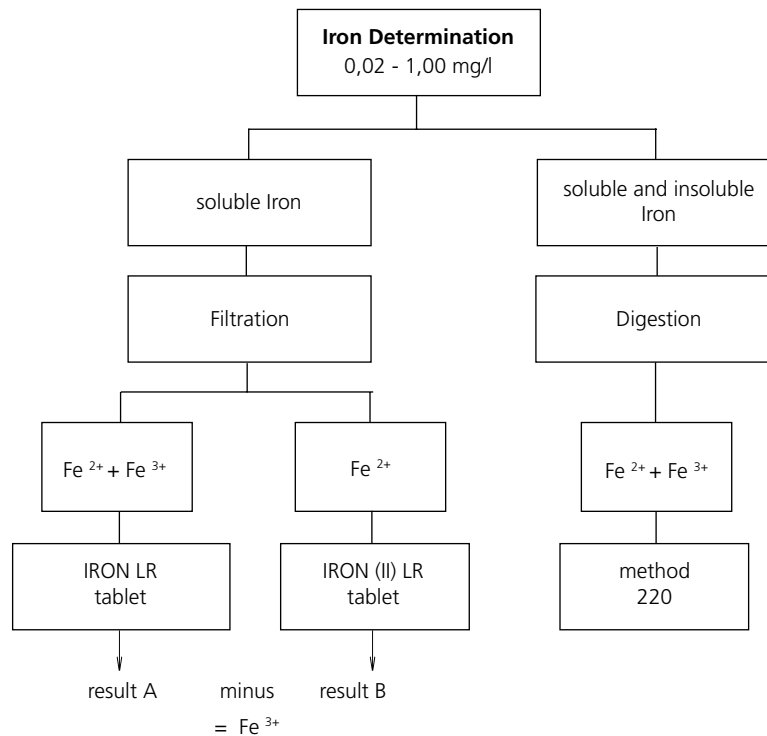 Iron Determination
0,02 - 1,00 mg/l
soluble Iron
soluble and insoluble
Iron
Filtration
Digestion
Fe ²⁺ + Fe ³⁺
Fe ²⁺
Fe ²⁺ + Fe ³⁺
IRON LR
tablet
IRON (II) LR
tablet
method
220
result A minus result B
= Fe ³⁺